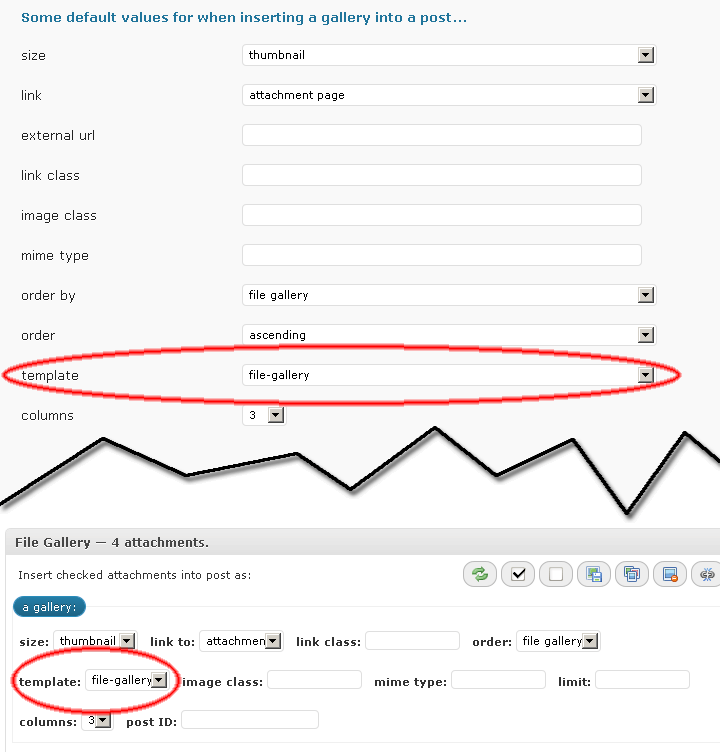 Some default values for when inserting a gallery into a post...
size thumbnail
link attachment page
external url
link class
image class
mime type
order by file gallery
order ascending
template file-gallery
columns 3
File Gallery — 4 attachments.
Insert checked attachments into post as:
a gallery:
size: thumbnail link to: attachmen link class: order: file gallery
template: file-gallery image class: mime type: limit:
columns: 3 post ID: